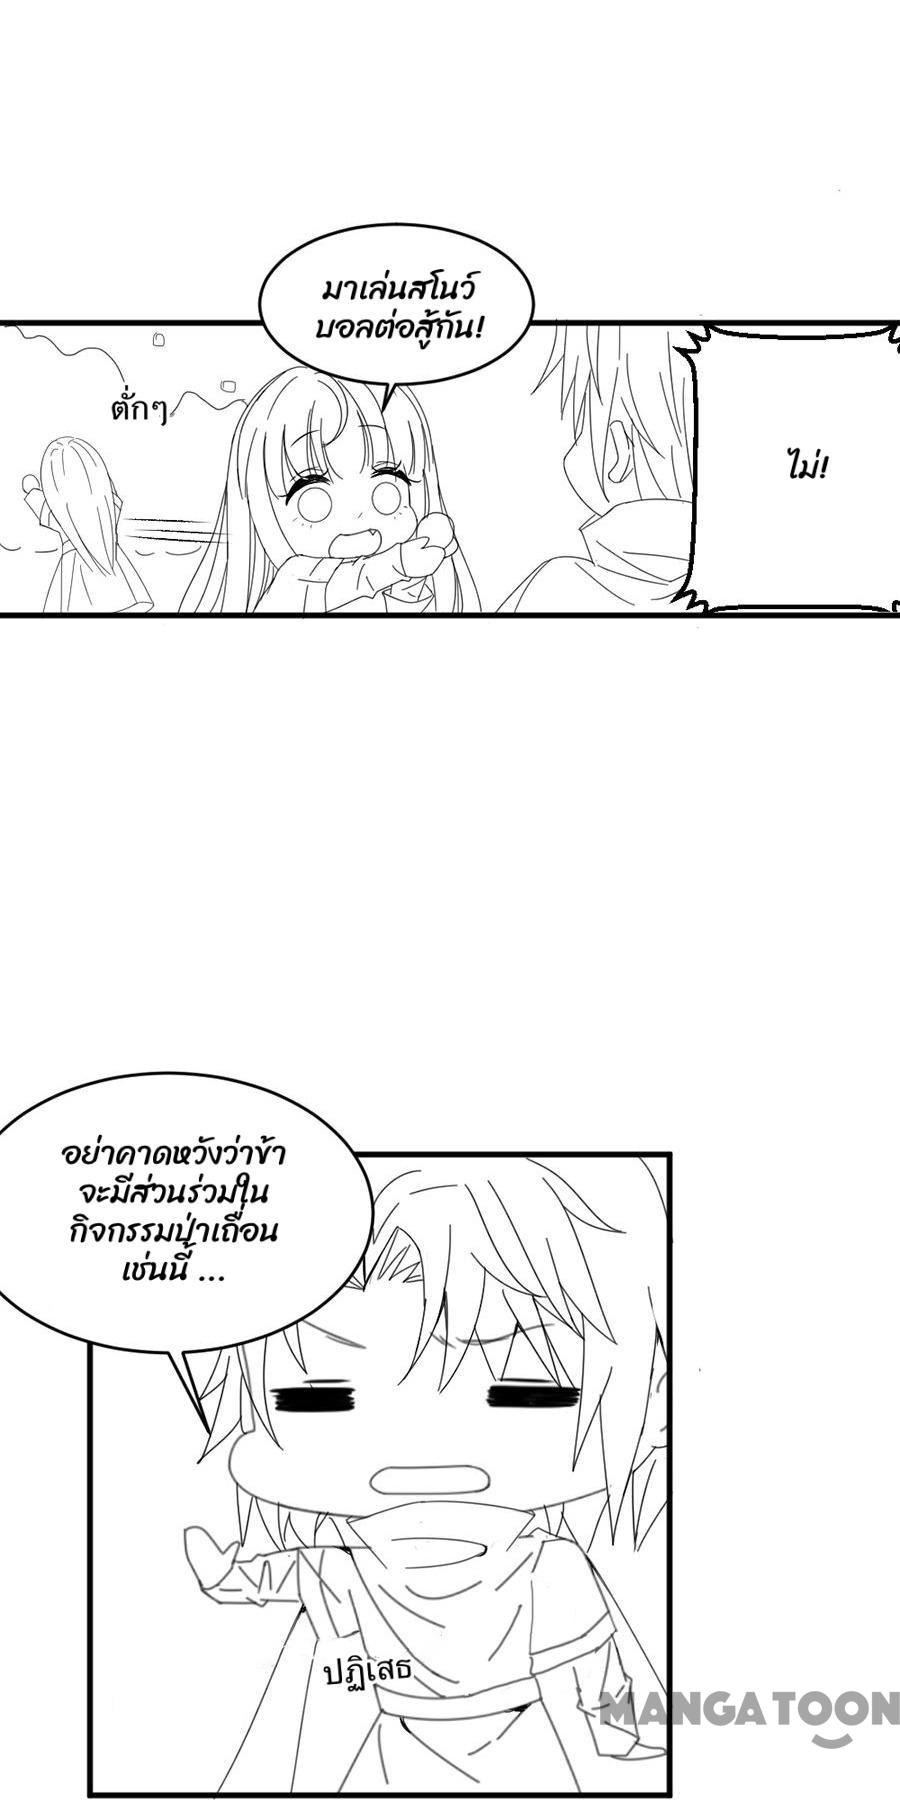 มาเล่นสโนว์
บอลต่อสู้กัน!
ตั่กๆ
ไม่!
อย่าคาดหวังว่าข้า
จะมีส่วนร่วมใน
กิจกรรมป่าเถื่อน
เช่นนี้ ...
ปฏิเสธ
MANGATOON